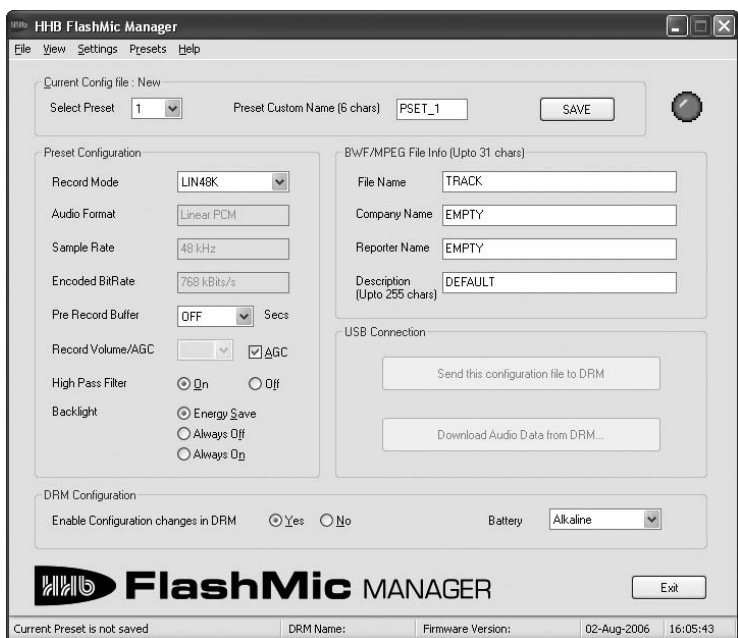 HHB FlashMic Manager
File View Settings Presets Help
Current Config file : New
Select Preset 1 Preset Custom Name (6 chars) PSET_1 SAVE
Preset Configuration
Record Mode LIN48K
Audio Format Linear PCM
Sample Rate 48 kHz
Encoded BitRate 768 kBits/s
Pre Record Buffer OFF Secs
Record Volume/AGC AGC
High Pass Filter On Off
Backlight Energy Save
Always Off
Always On
BWF/MPEG File Info (Upto 31 chars)
File Name TRACK
Company Name EMPTY
Reporter Name EMPTY
Description DEFAULT
(Upto 255 chars)
USB Connection
Send this configuration file to DRM
Download Audio Data from DRM...
DRM Configuration
Enable Configuration changes in DRM Yes No Battery Alkaline
HHb FlashMic MANAGER Exit
Current Preset is not saved DRM Name: Firmware Version: 02-Aug-2006 16:05:43